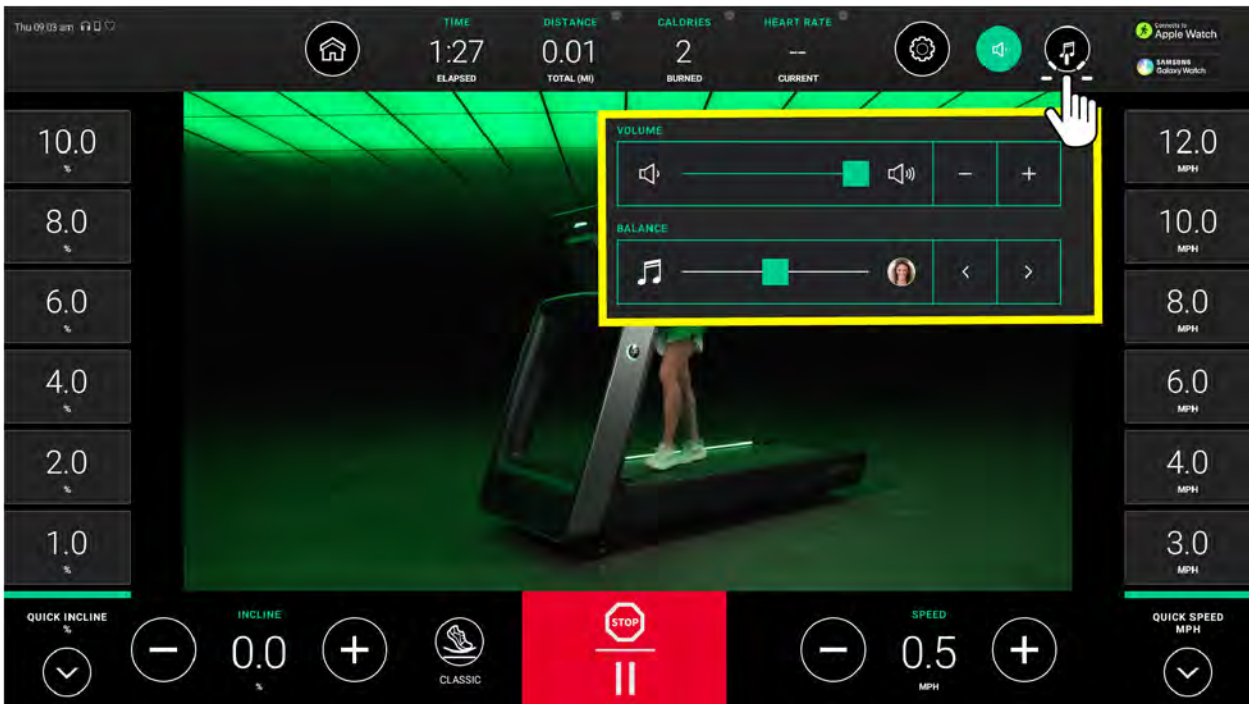 Thu 09:03 am
TIME
1:27
ELAPSED
DISTANCE
0.01
TOTAL (MI)
CALORIES
2
BURNED
HEART RATE
--
CURRENT
Connects to
Apple Watch
SAMSUNG
Galaxy Watch
VOLUME
- +
BALANCE
< >
10.0
%
8.0
%
6.0
%
4.0
%
2.0
%
1.0
%
12.0
MPH
10.0
MPH
8.0
MPH
6.0
MPH
4.0
MPH
3.0
MPH
QUICK INCLINE
%
INCLINE
0.0
%
CLASSIC
STOP
SPEED
0.5
MPH
QUICK SPEED
MPH